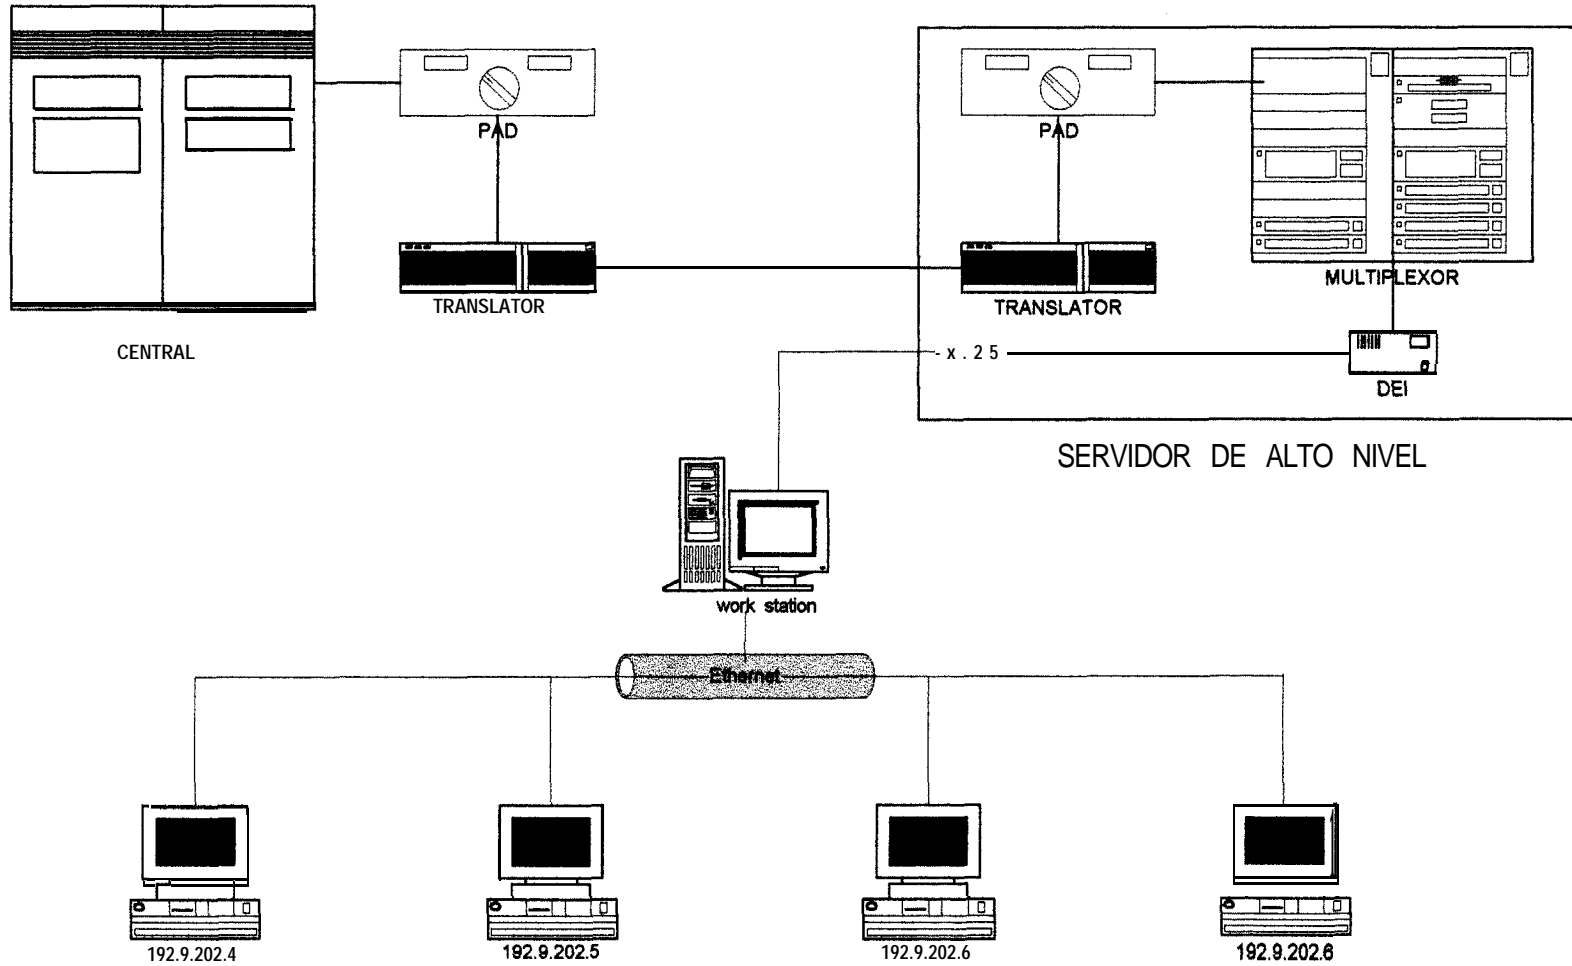 PAD
PAD
TRANSLATOR
TRANSLATOR
MULTIPLEXOR
CENTRAL
- x . 2 5
DEI
SERVIDOR DE ALTO NIVEL
work station
Ethernet
192.9.202.4
192.9.202.5
192.9.202.6
192.9.202.6